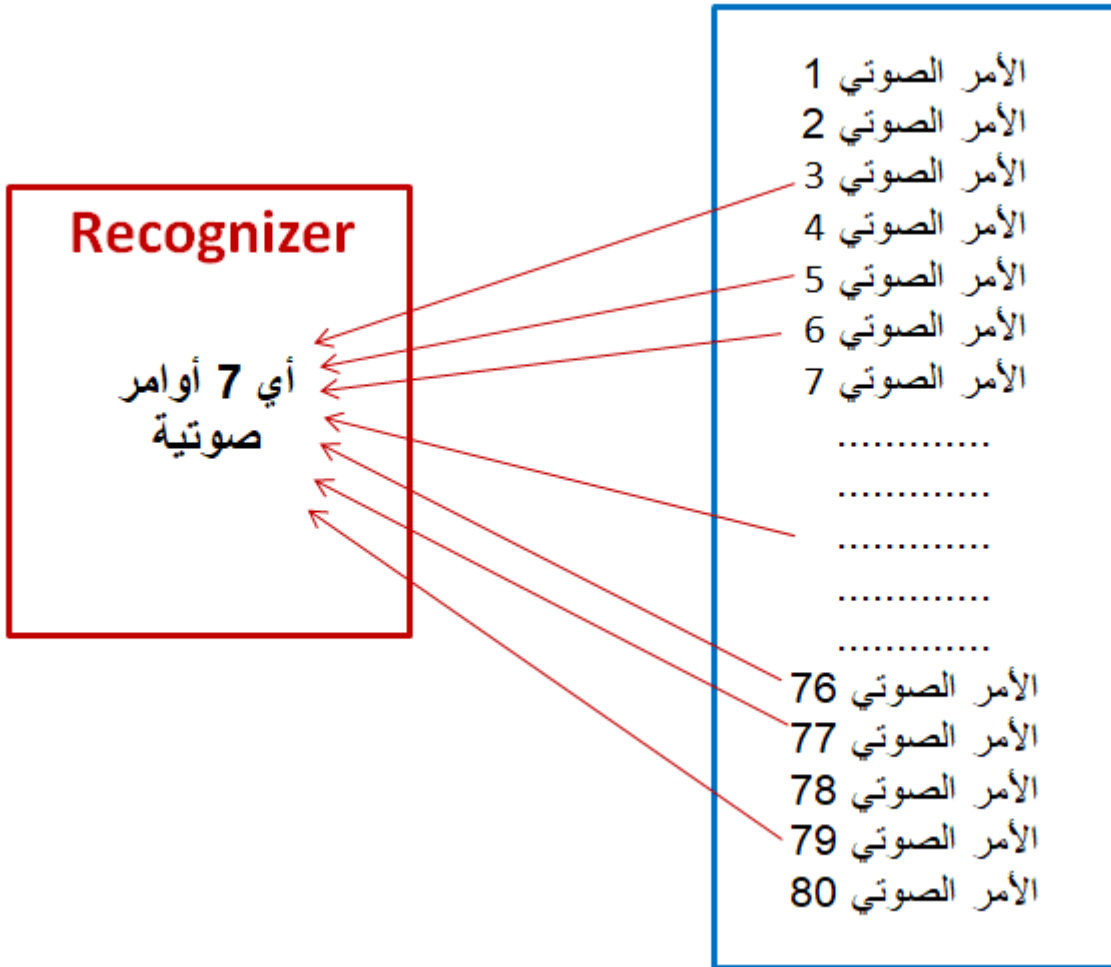 Recognizer
أي 7 أوامر
صوتية
الأمر الصوتي 1
الأمر الصوتي 2
الأمر الصوتي 3
الأمر الصوتي 4
الأمر الصوتي 5
الأمر الصوتي 6
الأمر الصوتي 7
.............
.............
.............
.............
.............
الأمر الصوتي 76
الأمر الصوتي 77
الأمر الصوتي 78
الأمر الصوتي 79
الأمر الصوتي 80